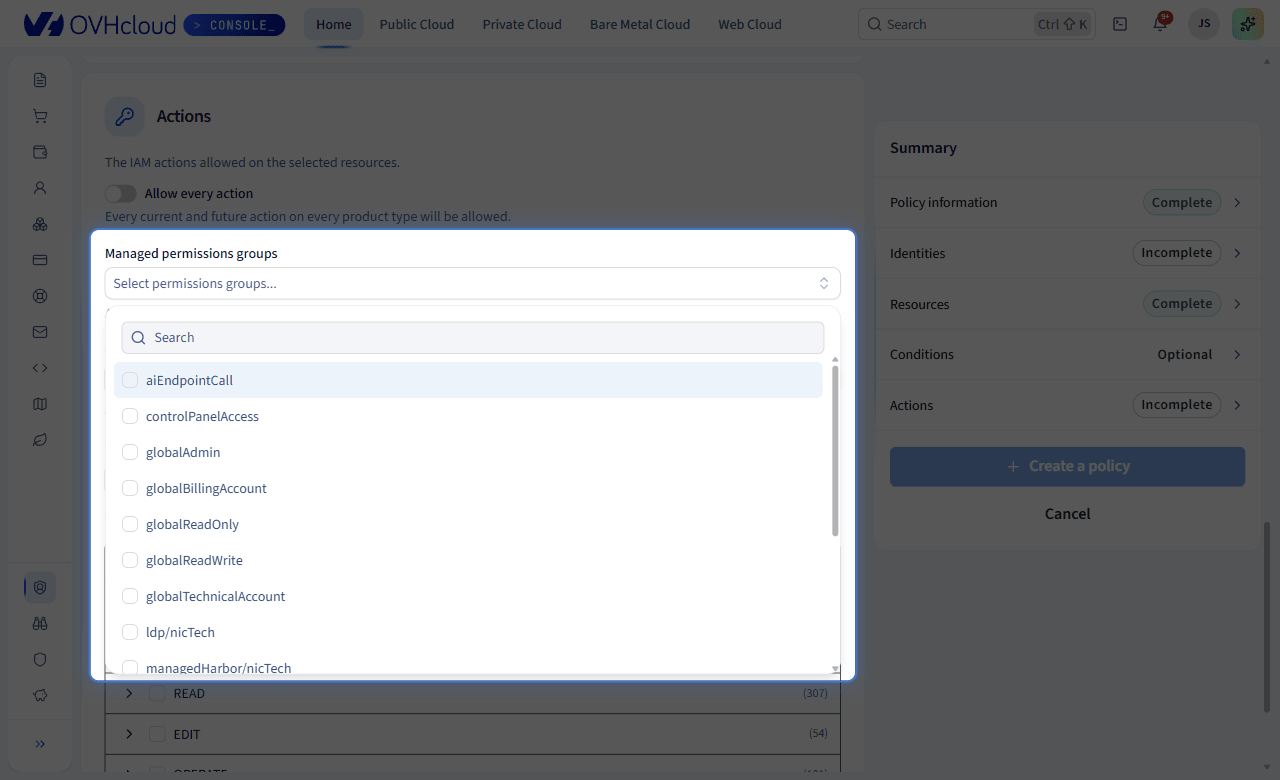 OVHcloud
> CONSOLE_
Home
Public Cloud
Private Cloud
Bare Metal Cloud
Web Cloud
Search
Ctrl ⇧ K
9+
JS
Actions
The IAM actions allowed on the selected resources.
Allow every action
Every current and future action on every product type will be allowed.
Managed permissions groups
Select permissions groups...
Search
aiEndpointCall
controlPanelAccess
globalAdmin
globalBillingAccount
globalReadOnly
globalReadWrite
globalTechnicalAccount
ldp/nicTech
managedHarbor/nicTech
READ (307)
EDIT (54)
OPERATE
Summary
Policy information Complete
Identities Incomplete
Resources Complete
Conditions Optional
Actions Incomplete
+ Create a policy
Cancel